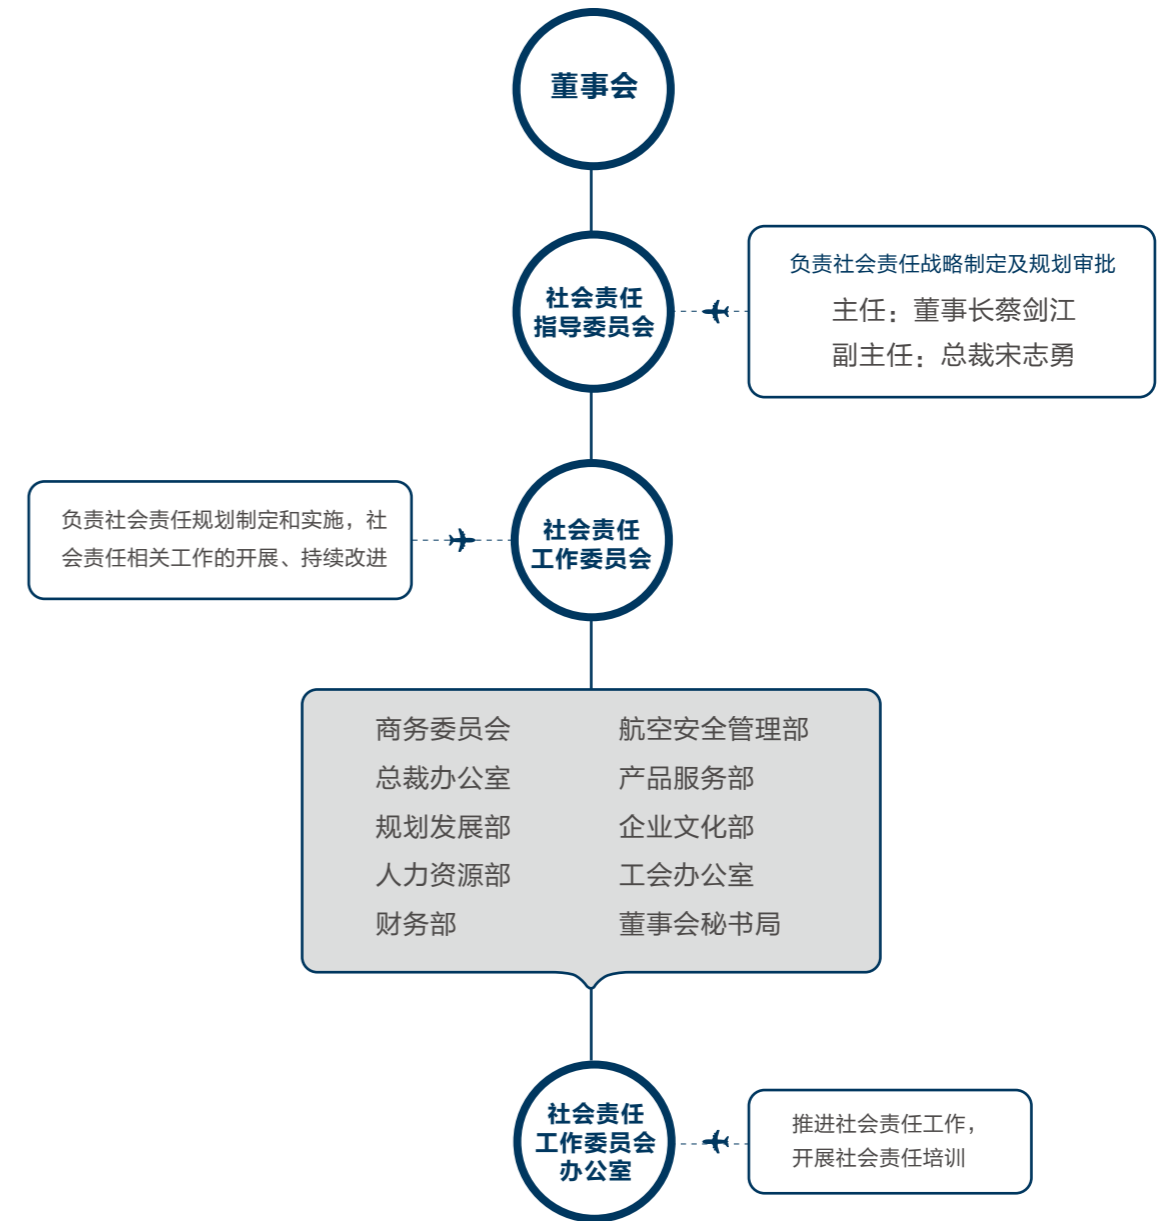 董事会
社会责任
指导委员会
负责社会责任战略制定及规划审批
主任：董事长蔡剑江
副主任：总裁宋志勇
负责社会责任规划制定和实施，社
会责任相关工作的开展、持续改进
社会责任
工作委员会
商务委员会
总裁办公室
规划发展部
人力资源部
财务部
航空安全管理部
产品服务部
企业文化部
工会办公室
董事会秘书局
社会责任
工作委员会
办公室
推进社会责任工作，
开展社会责任培训